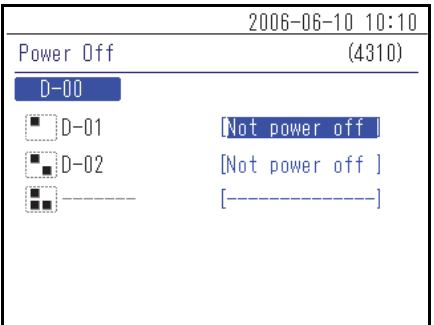 2006-06-10 10:10
Power Off (4310)
D-00
D-01 [Not power off ]
D-02 [Not power off ]
------- [--------------]